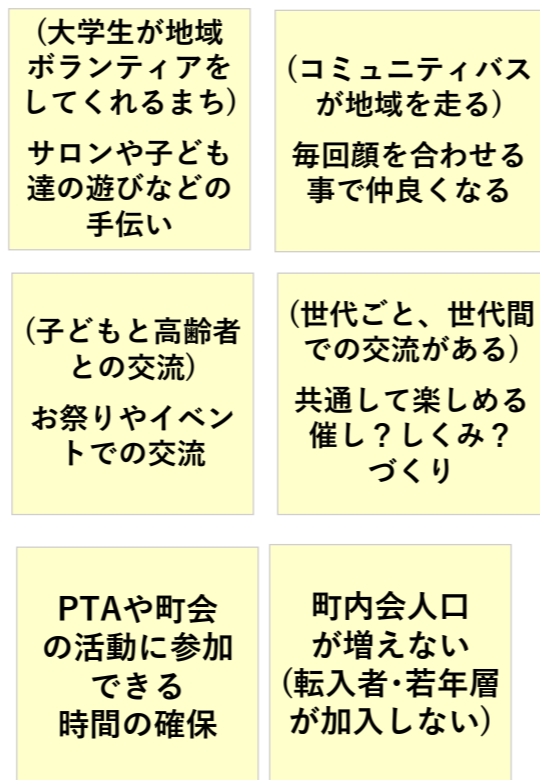 (大学生が地域
ボランティアを
してくれるまち)
サロンや子ども
達の遊びなどの
手伝い
(コミュニティバス
が地域を走る)
毎回顔を合わせる
事で仲良くなる
(子どもと高齢者
との交流)
お祭りやイベン
トでの交流
(世代ごと、世代間
での交流がある)
共通して楽しめる
催し？しくみ？
づくり
PTAや町会
の活動に参加
できる
時間の確保
町内会人口
が増えない
(転入者･若年層
が加入しない)